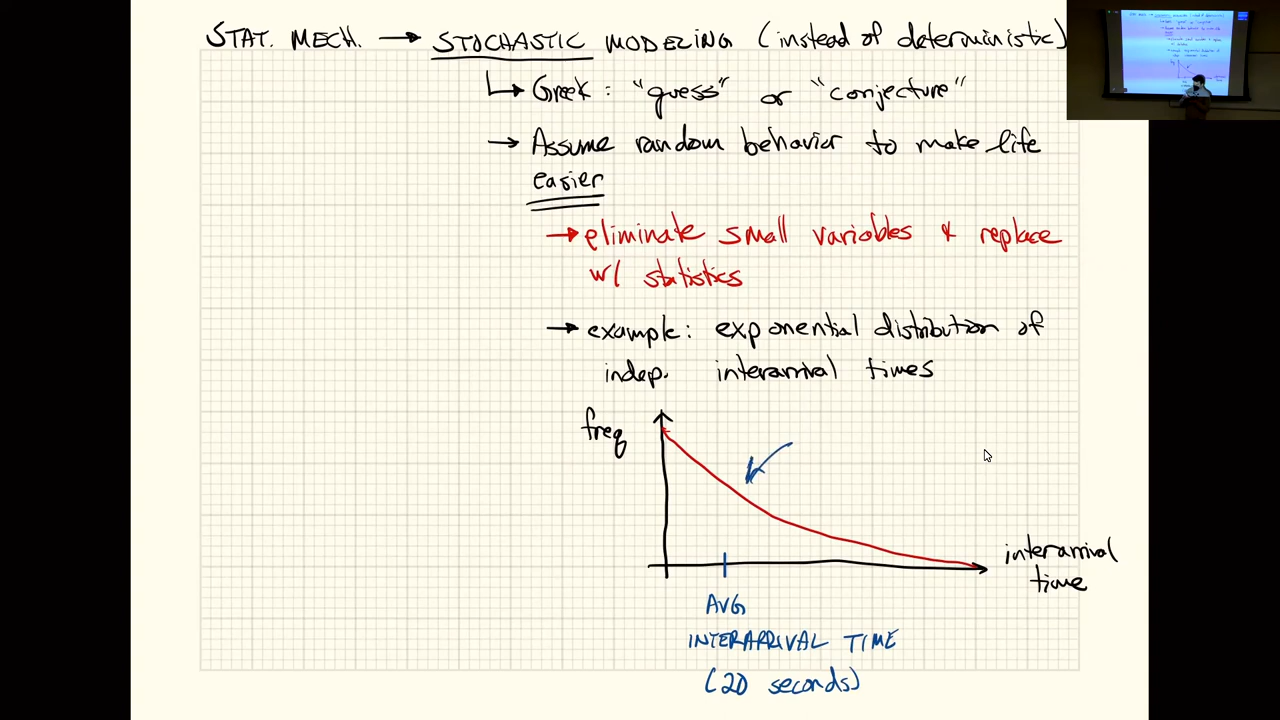 STAT. MECH. → STOCHASTIC MODELING (instead of deterministic)
↳ Greek: "guess" or "conjecture"
→ Assume random behavior to make life
easier
→ eliminate small variables & replace
w/ statistics
→ example: exponential distribution of
indep. interarrival times
freq
interarrival
time
AVG
INTERARRIVAL TIME
(20 seconds)